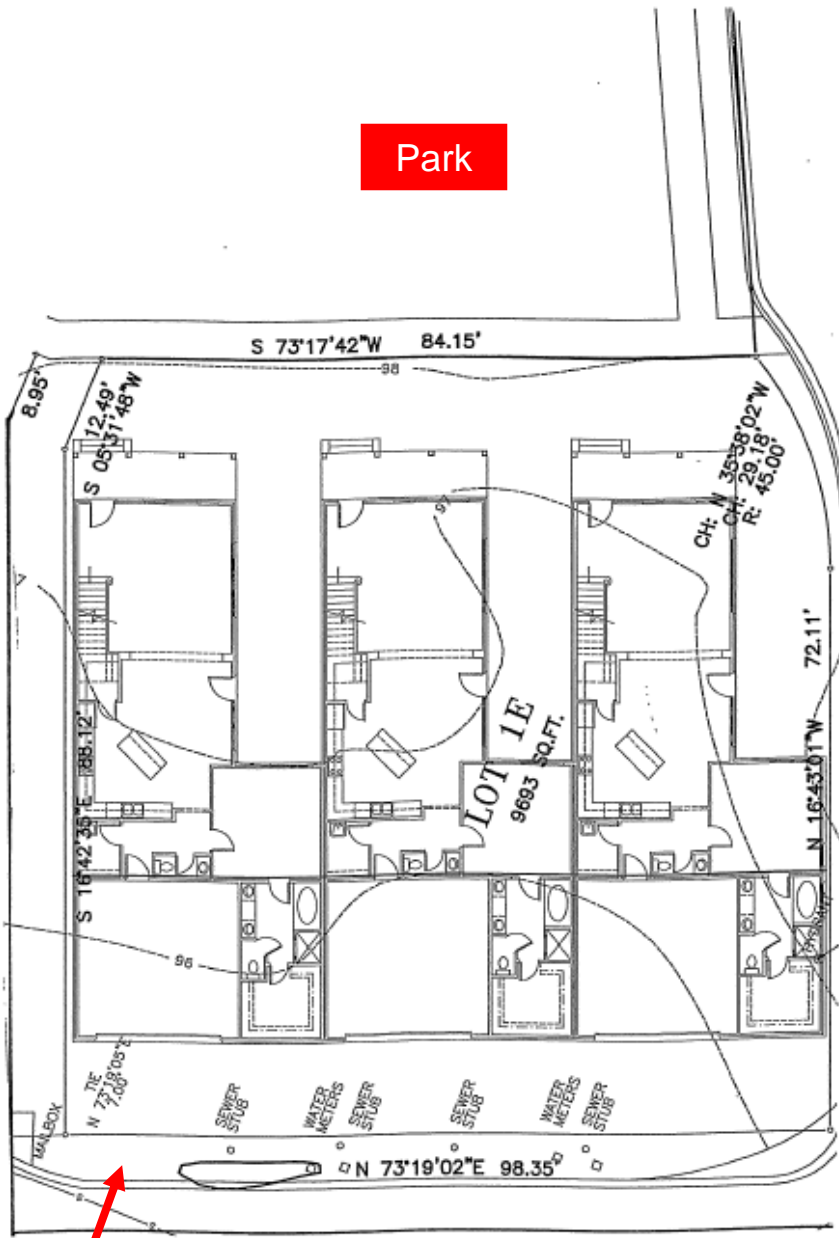 Park
S 73°17'42"W 84.15'
98
8.95'
12.49'
S 05°31'48"W
CH: N 35°38'02"W
CH: 29.18'
R: 45.00'
97
72.11'
N 16°43'01"W
S 16°42'35"E 88.12'
LOT 1E
9693 SQ.FT.
96
TIE
N 73°19'05"E
7.00'
MAILBOX
SEWER
STUB
WATER
METERS
SEWER
STUB
SEWER
STUB
WATER
METERS
SEWER
STUB
N 73°19'02"E 98.35'